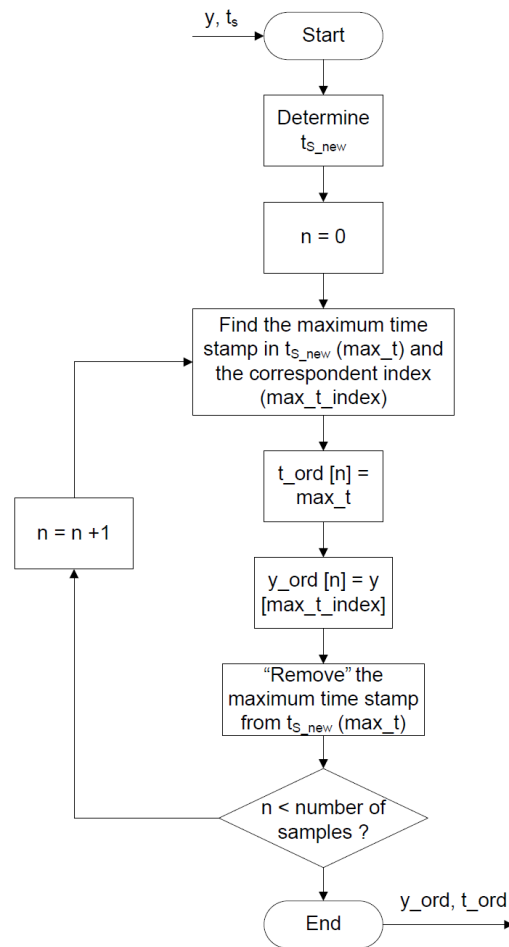 y, ts
Start
Determine
tS_new
n = 0
Find the maximum time
stamp in tS_new (max_t) and
the correspondent index
(max_t_index)
t_ord [n] =
max_t
n = n +1
y_ord [n] = y
[max_t_index]
“Remove” the
maximum time stamp
from tS_new (max_t)
n < number of
samples ?
y_ord, t_ord
End